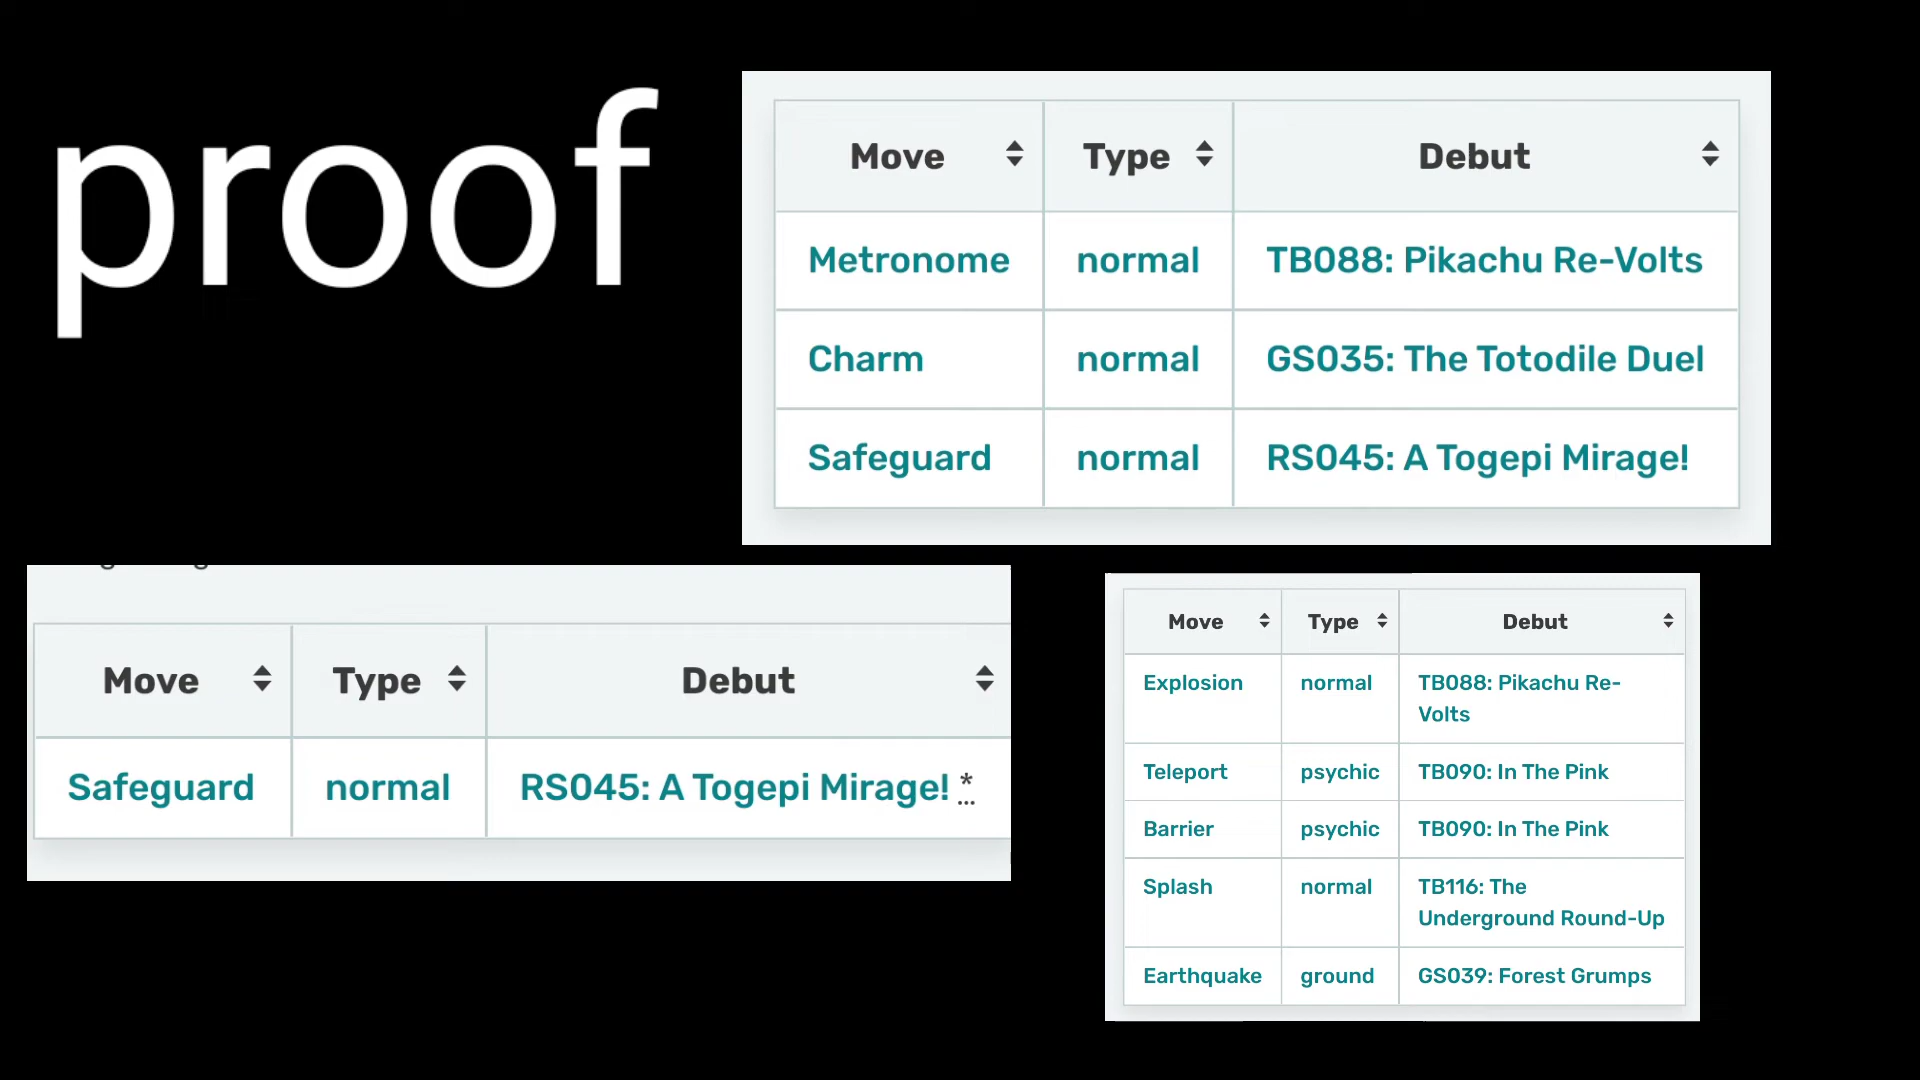 proof
Move Type Debut
Metronome normal TB088: Pikachu Re-Volts
Charm normal GS035: The Totodile Duel
Safeguard normal RS045: A Togepi Mirage!
Move Type Debut
Safeguard normal RS045: A Togepi Mirage! *
Move Type Debut
Explosion normal TB088: Pikachu Re-
Volts
Teleport psychic TB090: In The Pink
Barrier psychic TB090: In The Pink
Splash normal TB116: The
Underground Round-Up
Earthquake ground GS039: Forest Grumps